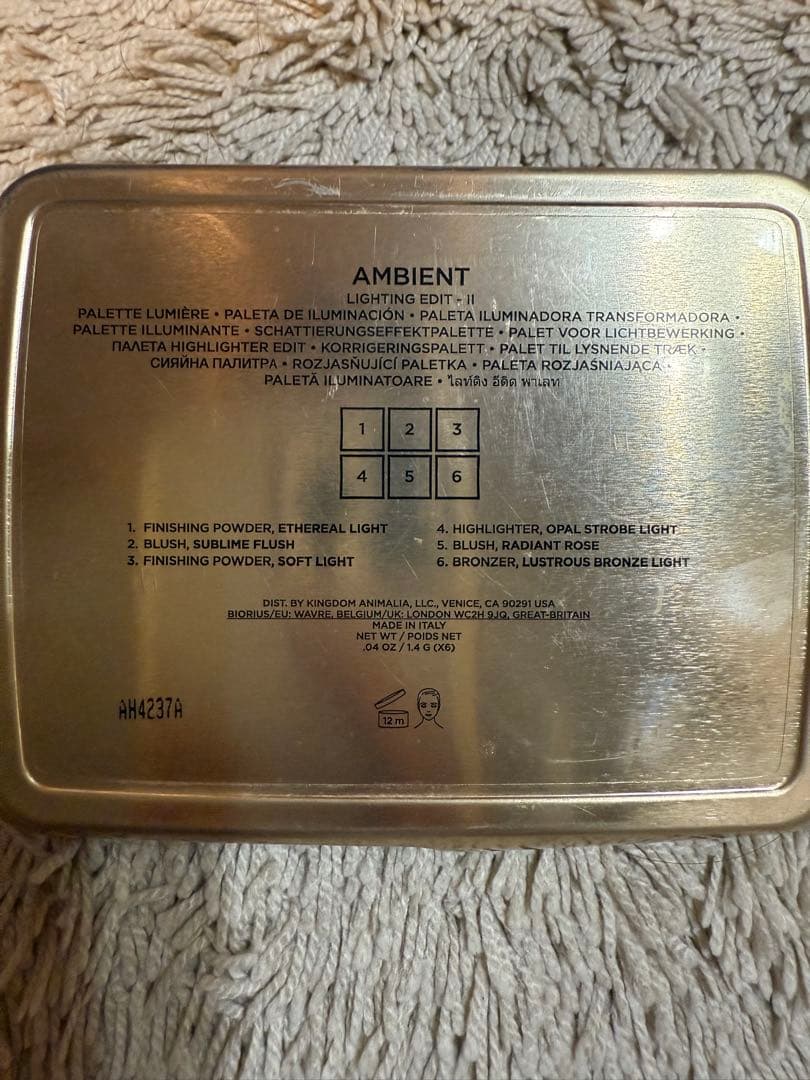 AMBIENT
LIGHTING EDIT - II
PALETTE LUMIÈRE • PALETA DE ILUMINACIÓN • PALETA ILUMINADORA TRANSFORMADORA •
PALETTE ILLUMINANTE • SCHATTIERUNGSEFFEKTPALETTE • PALET VOOR LICHTBEWERKING •
ΠΑΛΕΤΑ HIGHLIGHTER EDIT • KORRIGERINGSPALETT • PALET TIL LYSNENDE TRÆK •
СИЯЙНА ПАЛИТРА • ROZJASŇUJÍCÍ PALETKA • PALETA ROZJAŚNIAJĄCA •
PALETĂ ILUMINATOARE • ไลท์ติ้ง อีดิต พาเลท
1 2 3
4 5 6
1. FINISHING POWDER, ETHEREAL LIGHT
2. BLUSH, SUBLIME FLUSH
3. FINISHING POWDER, SOFT LIGHT
4. HIGHLIGHTER, OPAL STROBE LIGHT
5. BLUSH, RADIANT ROSE
6. BRONZER, LUSTROUS BRONZE LIGHT
DIST. BY KINGDOM ANIMALIA, LLC., VENICE, CA 90291 USA
BIORIUS/EU: WAVRE, BELGIUM/UK: LONDON WC2H 9JQ, GREAT-BRITAIN
MADE IN ITALY
NET WT / POIDS NET
.04 OZ / 1.4 G (X6)
AH4237A
12 m